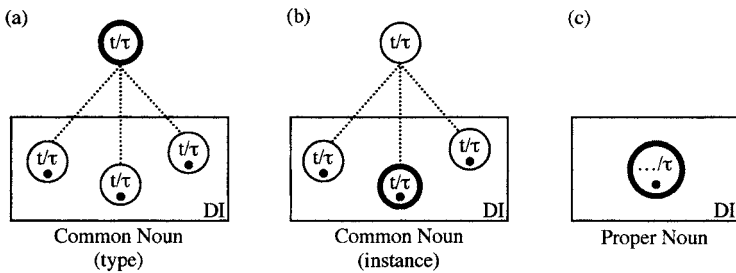 (a)
(b)
(c)
t/τ
t/τ
t/τ
t/τ
t/τ
t/τ
t/τ
t/τ
.../τ
DI
DI
DI
Common Noun
(type)
Common Noun
(instance)
Proper Noun